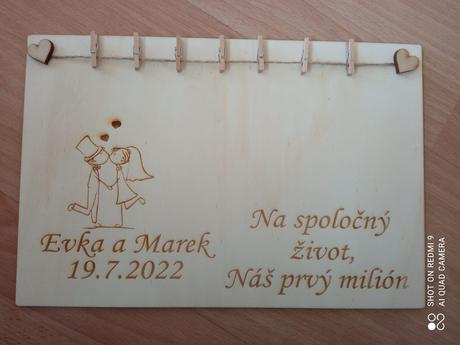 Evka a Marek
19.7.2022
Na spoločný
život,
Náš prvý milión
SHOT ON REDMI 9
AI QUAD CAMERA